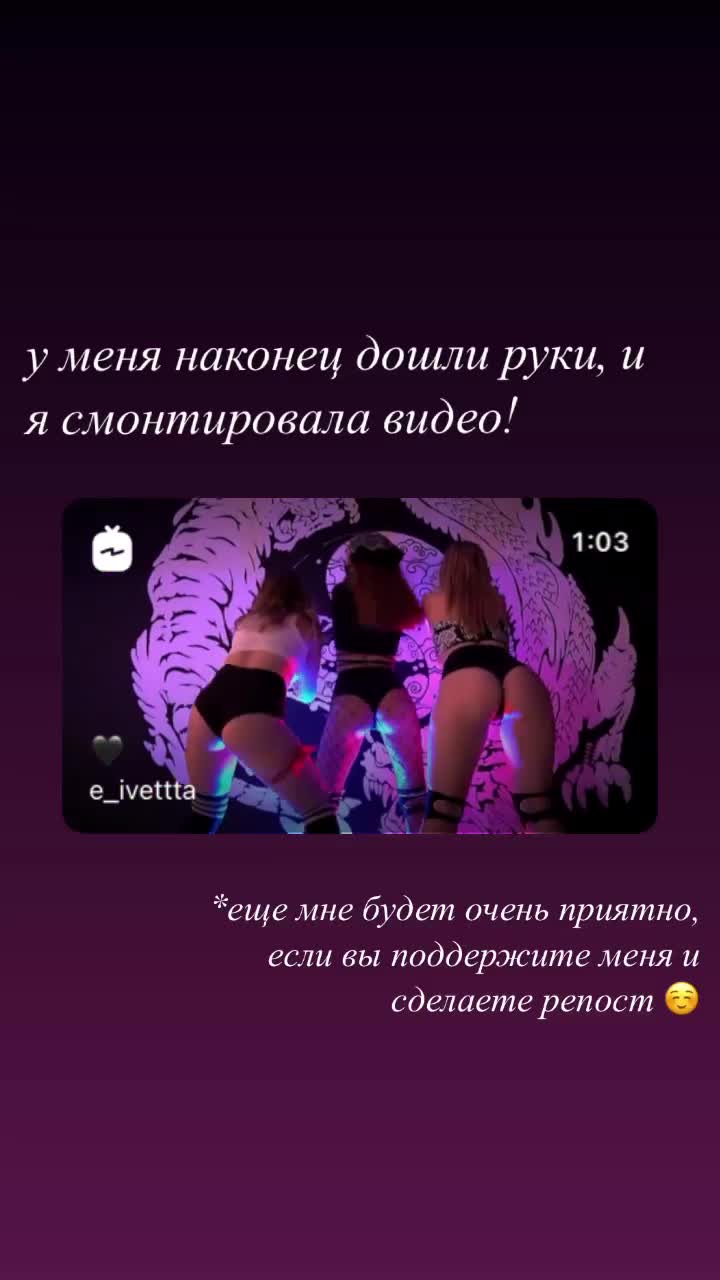 у меня наконец дошли руки, и
я смонтировала видео!
1:03
e_ivettta
*еще мне будет очень приятно,
если вы поддержите меня и
сделаете репост ☺️